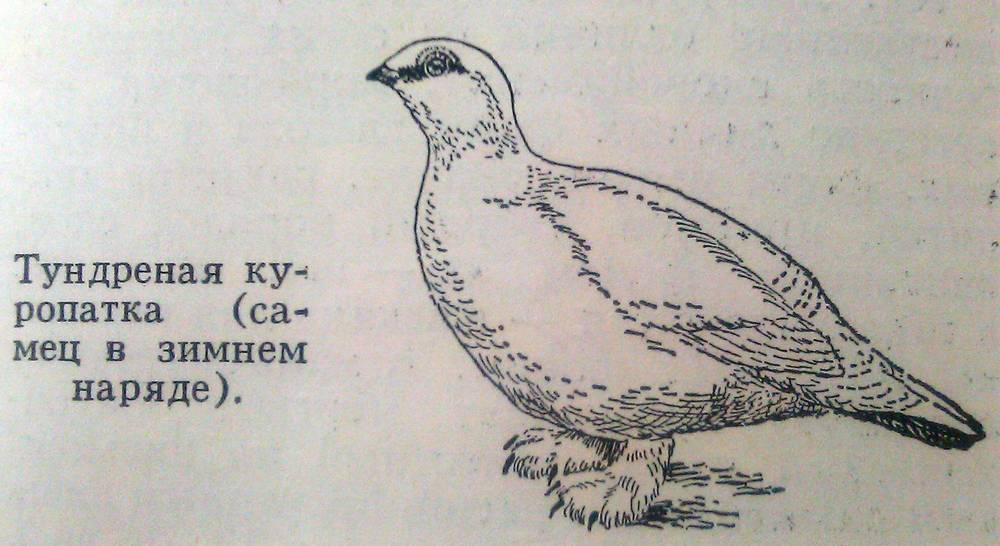 Тундреная ку-
ропатка (са-
мец в зимнем
наряде).